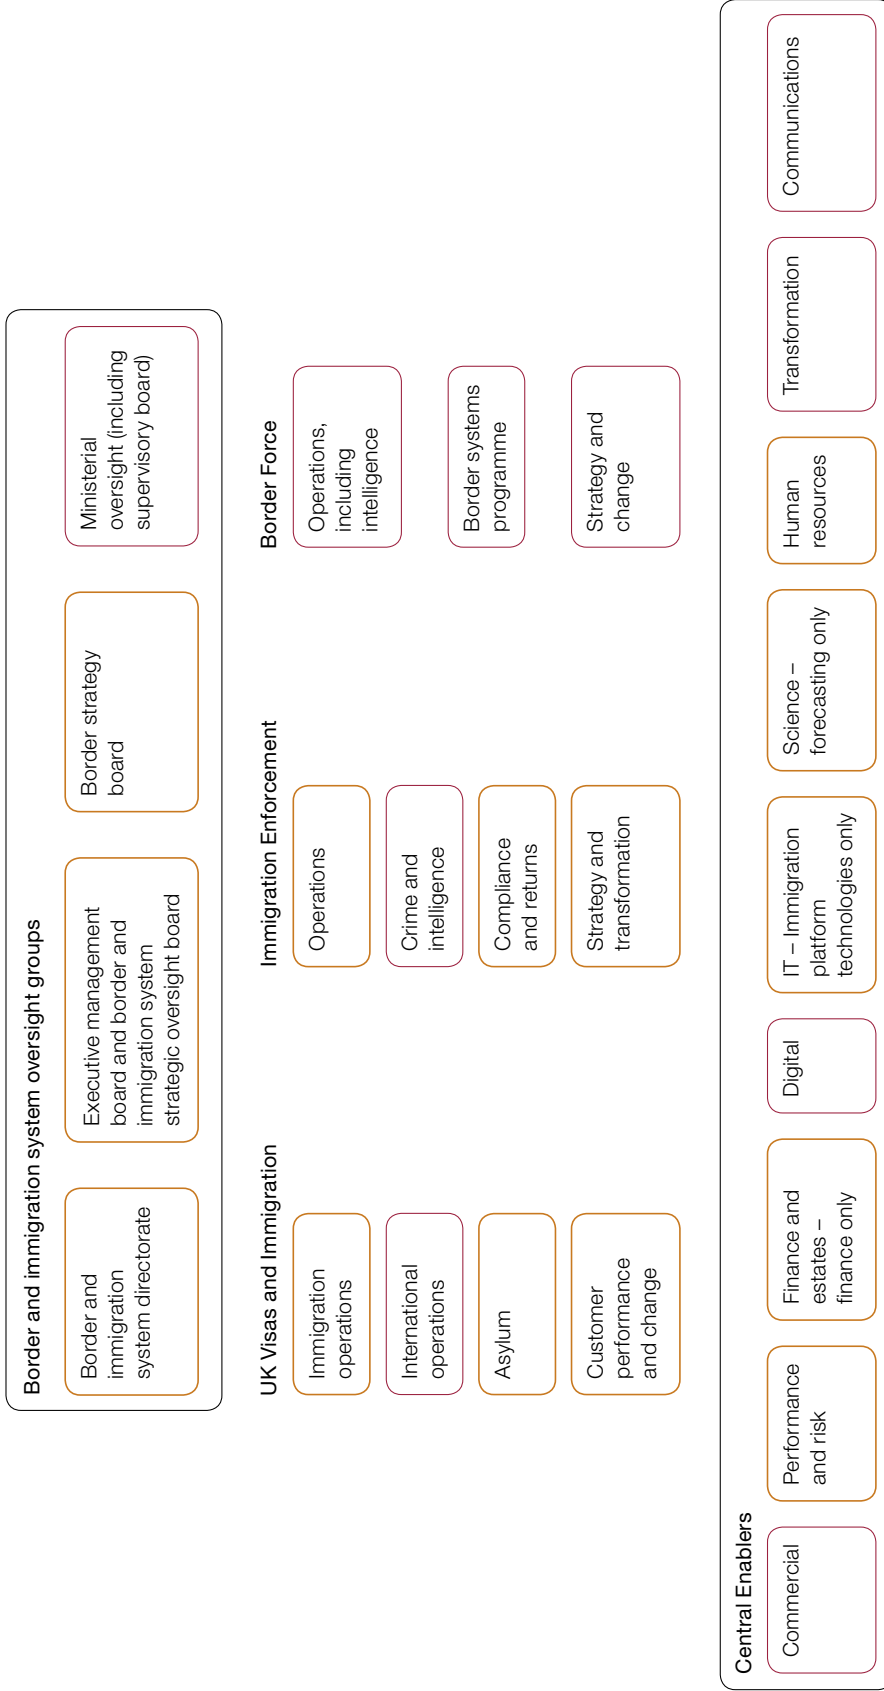 Border and immigration system oversight groups
Border and
immigration
system directorate
Executive management
board and border and
immigration system
strategic oversight board
Border strategy
board
Ministerial
oversight (including
supervisory board)
UK Visas and Immigration
Immigration
operations
International
operations
Asylum
Customer
performance
and change
Immigration Enforcement
Operations
Crime and
intelligence
Compliance
and returns
Strategy and
transformation
Border Force
Operations,
including
intelligence
Border systems
programme
Strategy and
change
Central Enablers
Commercial
Performance
and risk
Finance and
estates –
finance only
Digital
IT – Immigration
platform
technologies only
Science –
forecasting only
Human
resources
Transformation
Communications